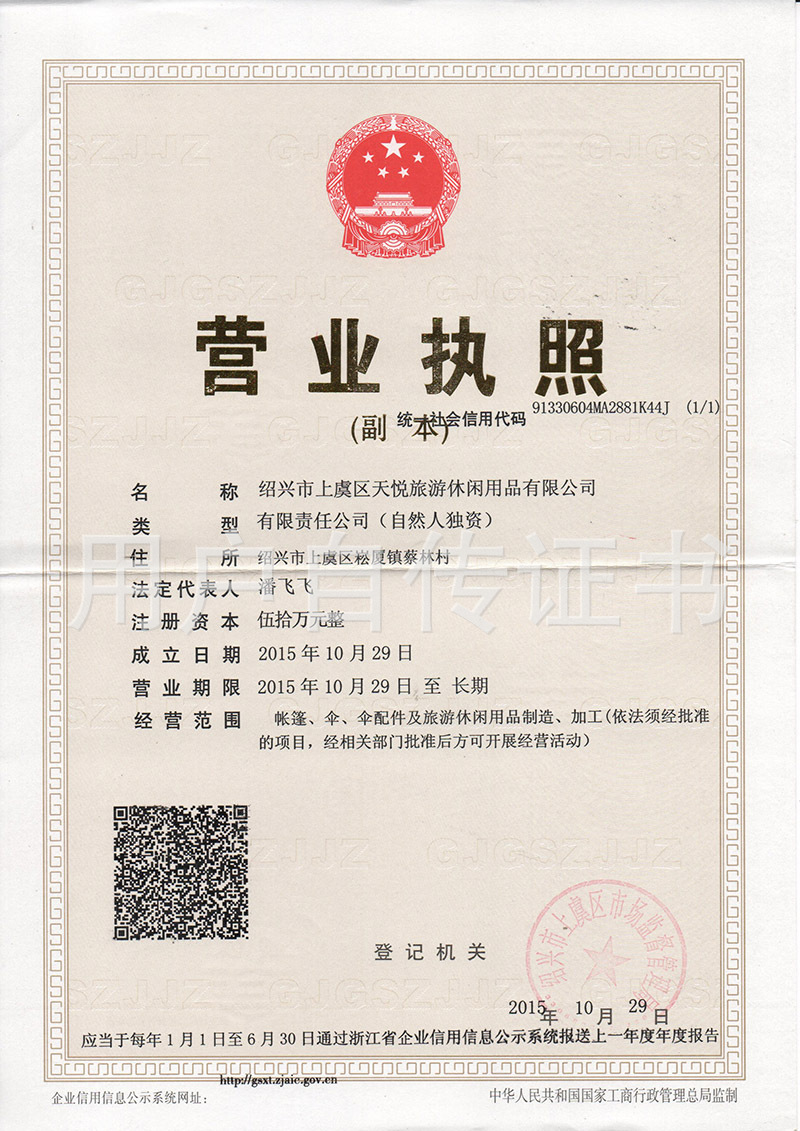 营业执照
(副 本)
统一社会信用代码 91330604MA2881K44J (1/1)
名 称 绍兴市上虞区天悦旅游休闲用品有限公司
类 型 有限责任公司（自然人独资）
住 所 绍兴市上虞区崧厦镇蔡林村
法定代表人 潘飞飞
注册资本 伍拾万元整
成立日期 2015年10月29日
营业期限 2015年10月29日 至 长期
经营范围 帐篷、伞、伞配件及旅游休闲用品制造、加工(依法须经批准
的项目，经相关部门批准后方可开展经营活动）
用户自传证书
登记机关
绍兴市上虞区市场监督管理局
2015年 10月 29日
应当于每年1月1日至6月30日通过浙江省企业信用信息公示系统报送上一年度年度报告
http://gsxt.zjaic.gov.cn
企业信用信息公示系统网址：
中华人民共和国国家工商行政管理总局监制